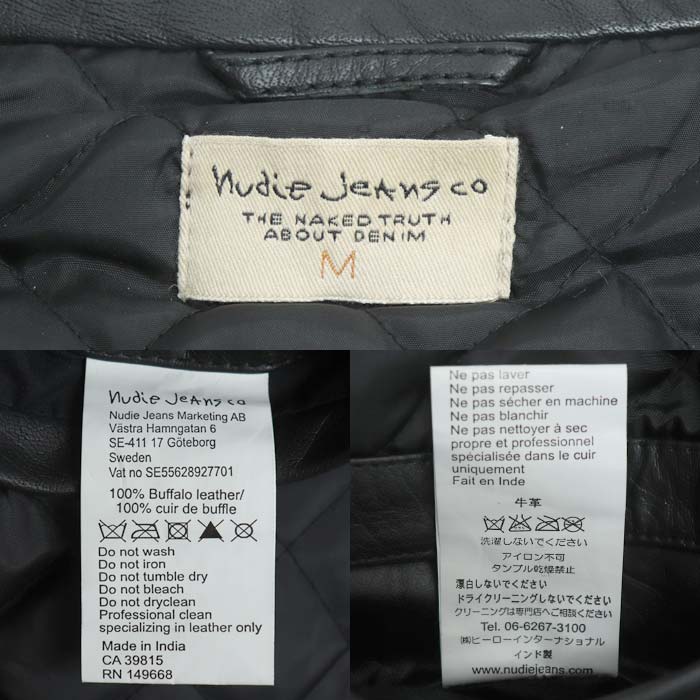 nudie jeans co
THE NAKED TRUTH
ABOUT DENIM
M
nudie jeans co
Nudie Jeans Marketing AB
Västra Hamngatan 6
SE-411 17 Göteborg
Sweden
Vat no SE55628927701
100% Buffalo leather/
100% cuir de buffle
Do not wash
Do not iron
Do not tumble dry
Do not bleach
Do not dryclean
Professional clean
specializing in leather only
Made in India
CA 39815
RN 149668
Ne pas laver
Ne pas repasser
Ne pas sécher en machine
Ne pas blanchir
Ne pas nettoyer à sec
propre et professionnel
spécialisée dans le cuir
uniquement
Fait en Inde
牛革
洗濯しないでください
アイロン不可
タンブル乾燥禁止
漂白しないでください
ドライクリーニングしないでください
クリーニングは専門店へご相談ください
Tel. 06-6267-3100
㈱ヒーローインターナショナル
インド製
www.nudiejeans.com